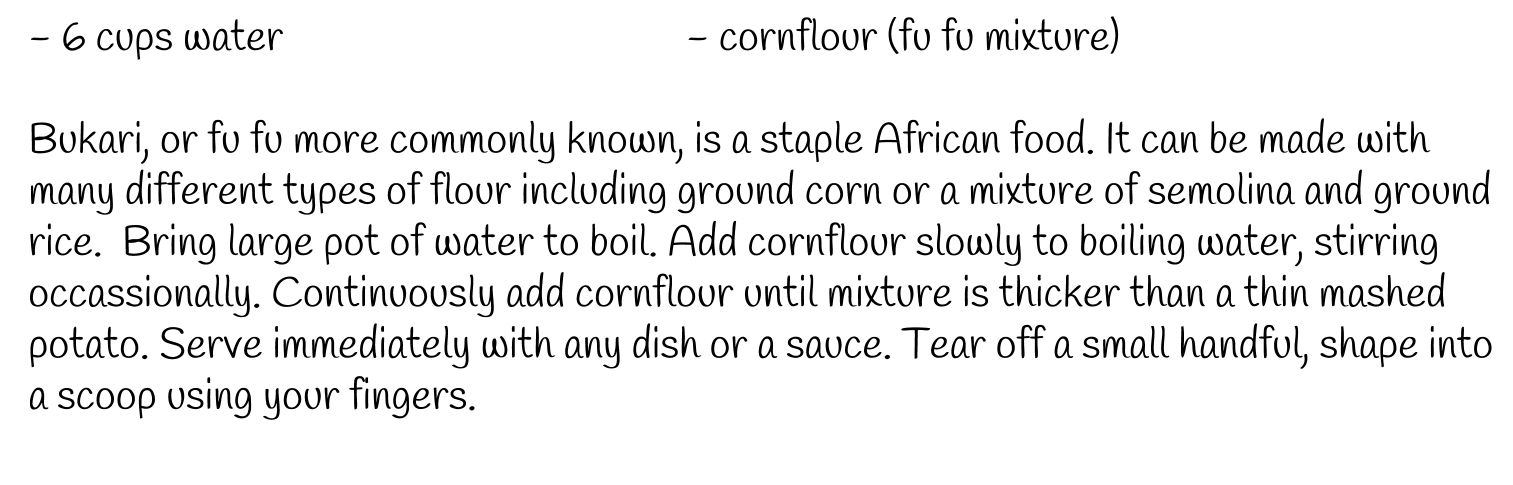 - 6 cups water - cornflour (fu fu mixture)
Bukari, or fu fu more commonly known, is a staple African food. It can be made with
many different types of flour including ground corn or a mixture of semolina and ground
rice.  Bring large pot of water to boil. Add cornflour slowly to boiling water, stirring
occassionally. Continuously add cornflour until mixture is thicker than a thin mashed
potato. Serve immediately with any dish or a sauce. Tear off a small handful, shape into
a scoop using your fingers.